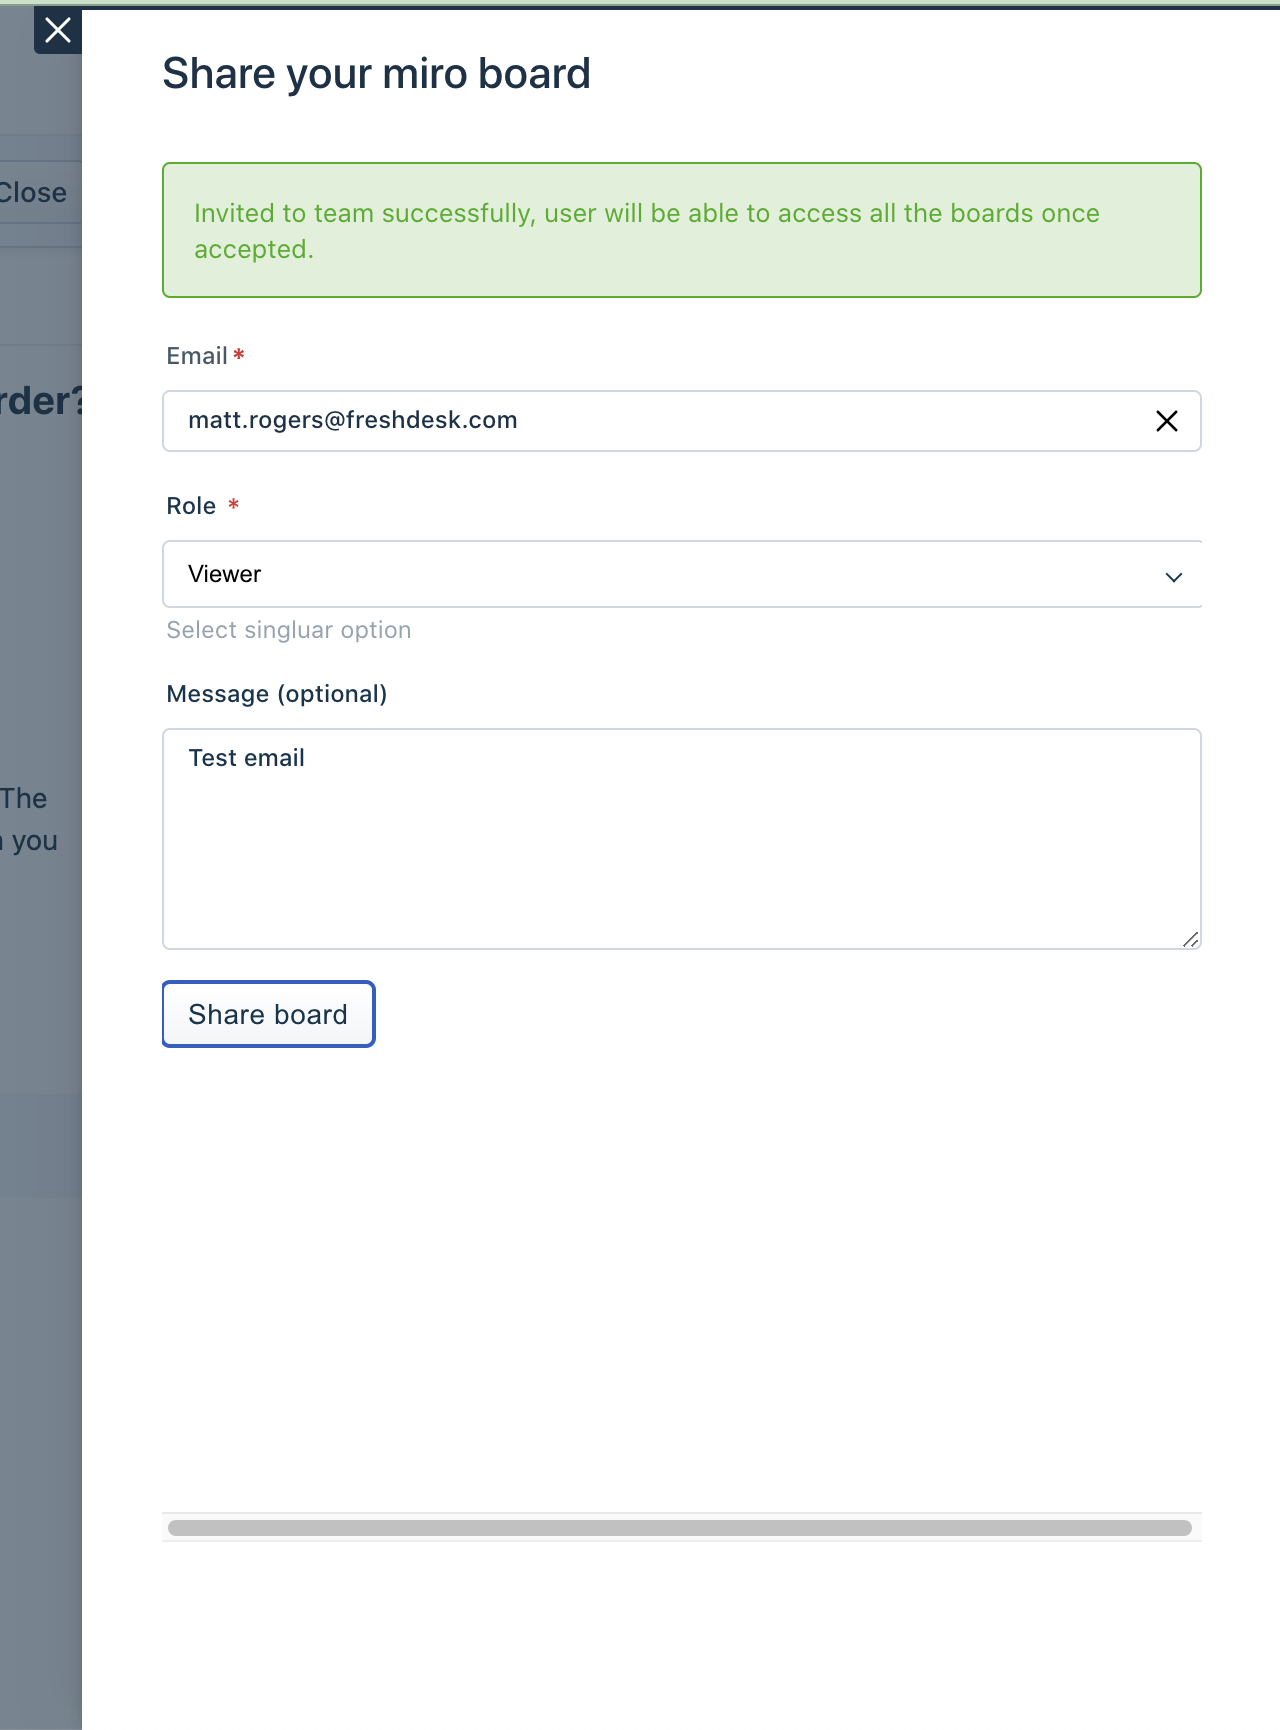 Share your miro board
Close
Invited to team successfully, user will be able to access all the boards once
accepted.
Email*
rder?
matt.rogers@freshdesk.com
Role *
Viewer
Select singluar option
Message (optional)
Test email
The
you
Share board